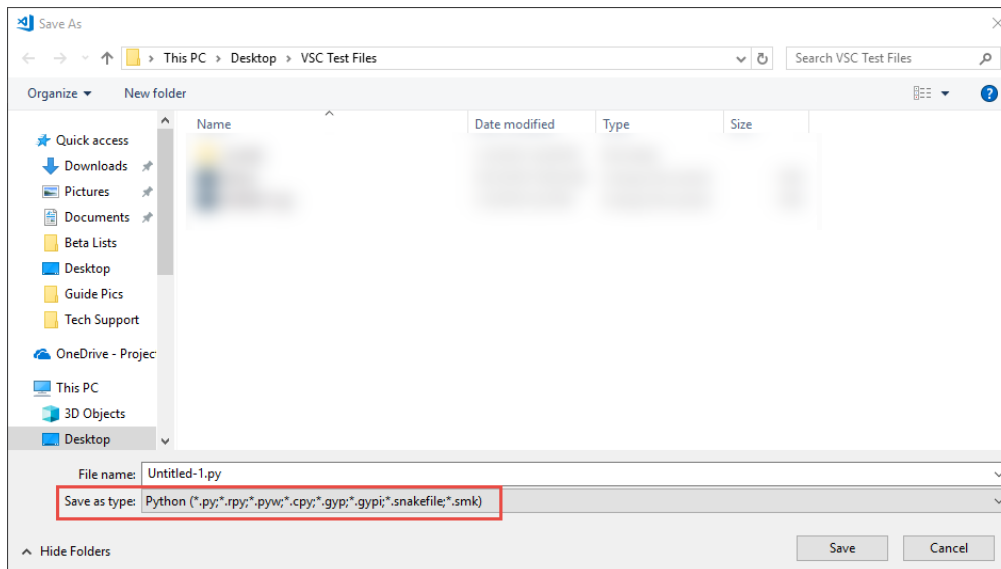 Save As
This PC > Desktop > VSC Test Files
Search VSC Test Files
Organize
New folder
Name
Date modified
Type
Size
Quick access
Downloads
Pictures
Documents
Beta Lists
Desktop
Guide Pics
Tech Support
OneDrive - Projec
This PC
3D Objects
Desktop
File name: Untitled-1.py
Save as type: Python (*.py;*.rpy;*.pyw;*.cpy;*.gyp;*.gypi;*.snakefile;*.smk)
Hide Folders
Save
Cancel